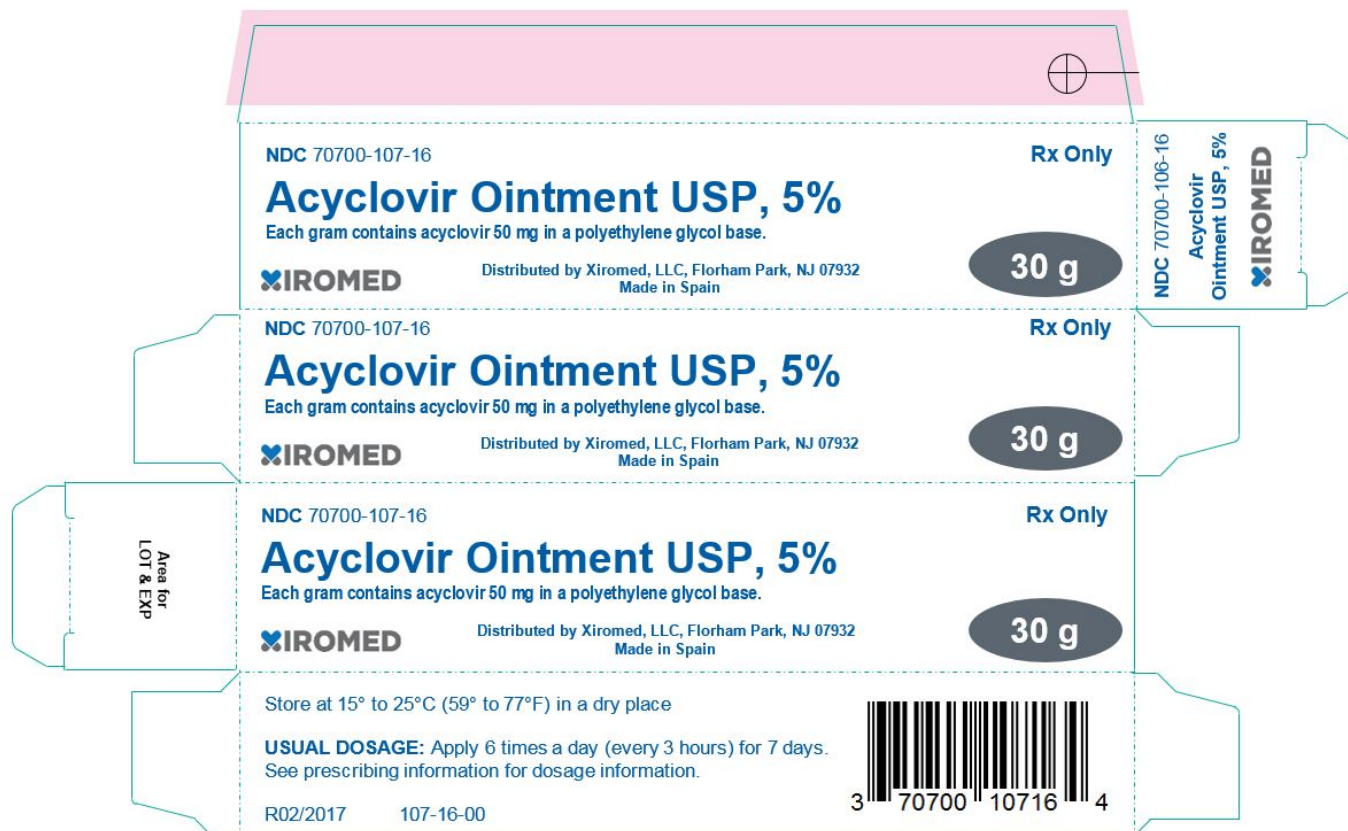 NDC 70700-107-16
Rx Only
Acyclovir Ointment USP, 5%
Each gram contains acyclovir 50 mg in a polyethylene glycol base.
XIROMED
Distributed by Xiromed, LLC, Florham Park, NJ 07932
Made in Spain
30 g
NDC 70700-106-16
Acyclovir
Ointment USP, 5%
XIROMED
NDC 70700-107-16
Rx Only
Acyclovir Ointment USP, 5%
Each gram contains acyclovir 50 mg in a polyethylene glycol base.
XIROMED
Distributed by Xiromed, LLC, Florham Park, NJ 07932
Made in Spain
30 g
Area for
LOT & EXP
NDC 70700-107-16
Rx Only
Acyclovir Ointment USP, 5%
Each gram contains acyclovir 50 mg in a polyethylene glycol base.
XIROMED
Distributed by Xiromed, LLC, Florham Park, NJ 07932
Made in Spain
30 g
Store at 15° to 25°C (59° to 77°F) in a dry place
USUAL DOSAGE: Apply 6 times a day (every 3 hours) for 7 days.
See prescribing information for dosage information.
R02/2017 107-16-00
3 70700 10716 4